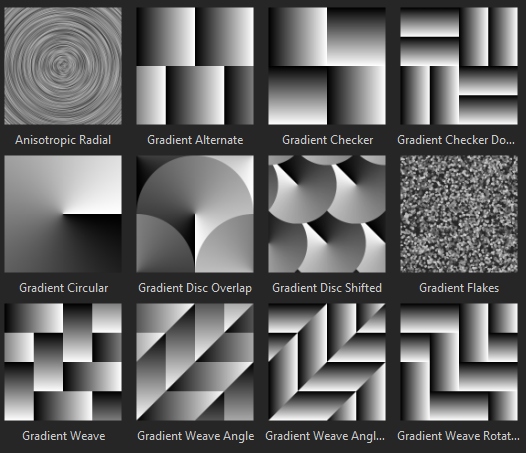 Anisotropic Radial
Gradient Alternate
Gradient Checker
Gradient Checker Do...
Gradient Circular
Gradient Disc Overlap
Gradient Disc Shifted
Gradient Flakes
Gradient Weave
Gradient Weave Angle
Gradient Weave Angl...
Gradient Weave Rotat...